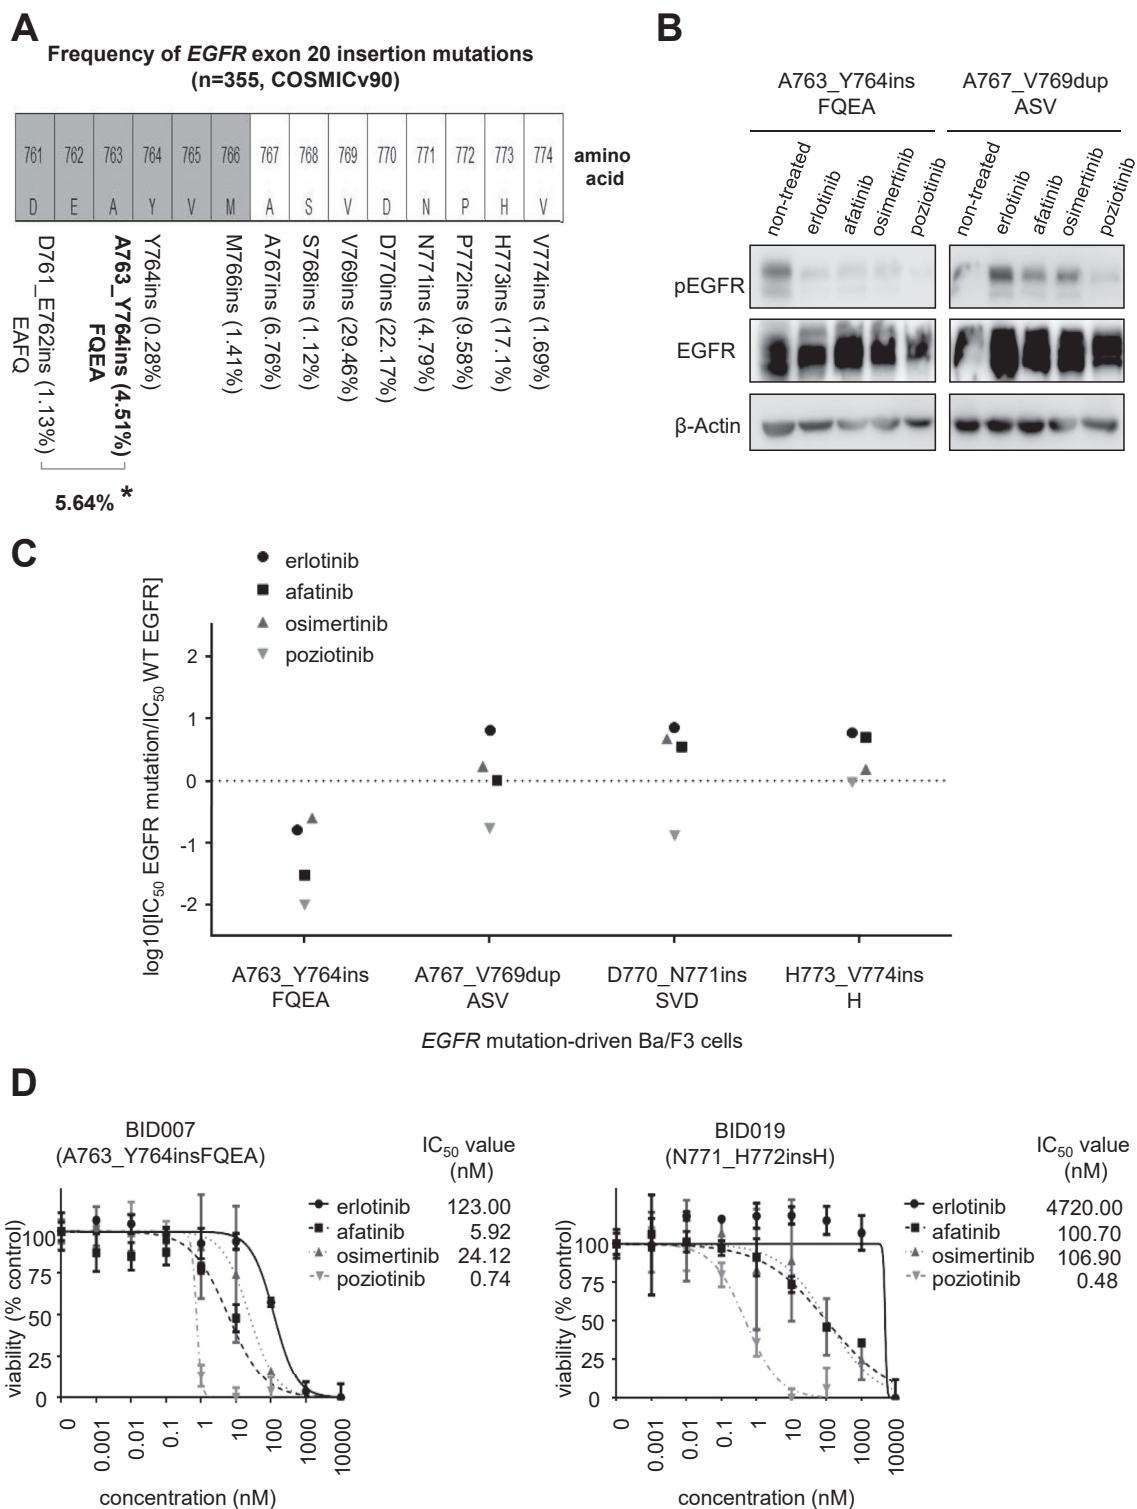 A
Frequency of EGFR exon 20 insertion mutations
(n=355, COSMICv90)
761 762 763 764 765 766 767 768 769 770 771 772 773 774
D E A Y V M A S V D N P H V
amino
acid
D761_E762ins (1.13%)
EAFQ
A763_Y764ins (4.51%)
FQEA
Y764ins (0.28%)
M766ins (1.41%)
A767ins (6.76%)
S768ins (1.12%)
V769ins (29.46%)
D770ins (22.17%)
N771ins (4.79%)
P772ins (9.58%)
H773ins (17.1%)
V774ins (1.69%)
5.64% *
B
A763_Y764ins
FQEA
A767_V769dup
ASV
non-treated
erlotinib
afatinib
osimertinib
poziotinib
non-treated
erlotinib
afatinib
osimertinib
poziotinib
pEGFR
EGFR
β-Actin
C
erlotinib
afatinib
osimertinib
poziotinib
log10[IC50 EGFR mutation/IC50 WT EGFR]
2
1
0
-1
-2
A763_Y764ins
FQEA
A767_V769dup
ASV
D770_N771ins
SVD
H773_V774ins
H
EGFR mutation-driven Ba/F3 cells
D
BID007
(A763_Y764insFQEA)
IC50 value
(nM)
erlotinib 123.00
afatinib 5.92
osimertinib 24.12
poziotinib 0.74
viability (% control)
100
75
50
25
0
0 0.001 0.01 0.1 1 10 100 1000 10000
concentration (nM)
BID019
(N771_H772insH)
IC50 value
(nM)
erlotinib 4720.00
afatinib 100.70
osimertinib 106.90
poziotinib 0.48
viability (% control)
100
75
50
25
0
0 0.001 0.01 0.1 1 10 100 1000 10000
concentration (nM)